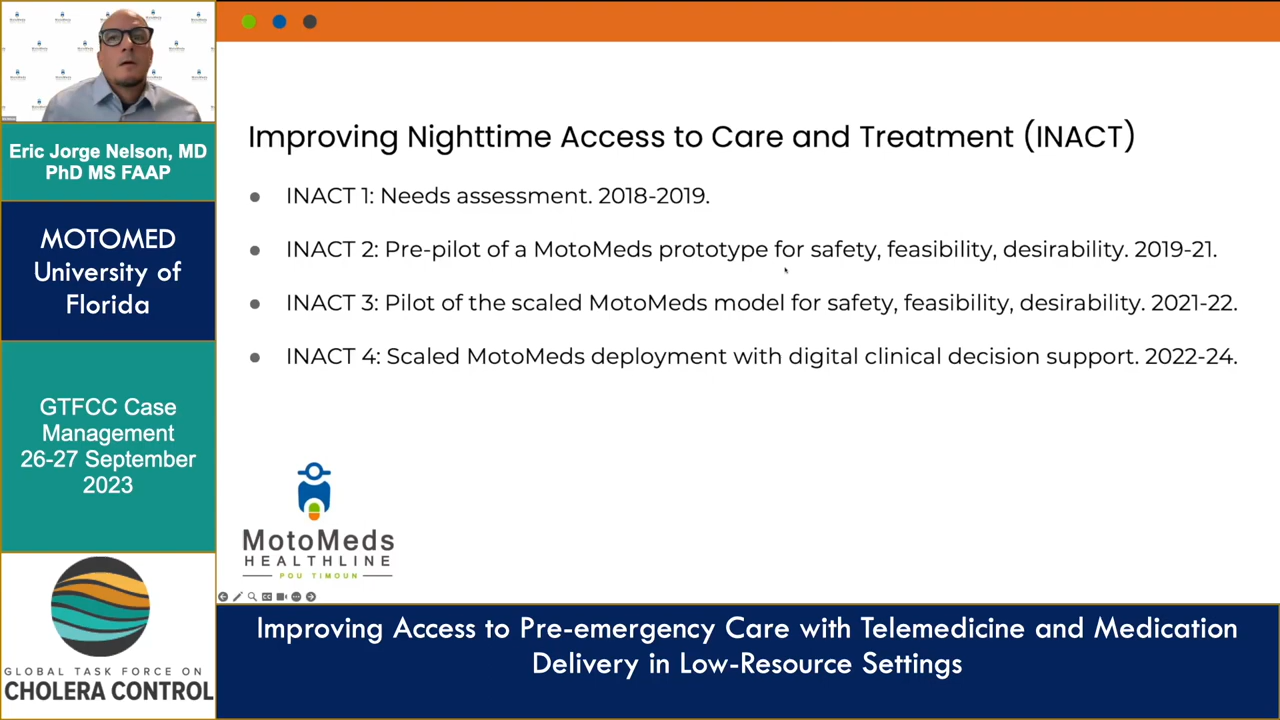 Eric Jorge Nelson, MD
PhD MS FAAP
MOTOMED
University of
Florida
GTFCC Case
Management
26-27 September
2023
GLOBAL TASK FORCE ON
CHOLERA CONTROL
Improving Nighttime Access to Care and Treatment (INACT)
INACT 1: Needs assessment. 2018-2019.
INACT 2: Pre-pilot of a MotoMeds prototype for safety, feasibility, desirability. 2019-21.
INACT 3: Pilot of the scaled MotoMeds model for safety, feasibility, desirability. 2021-22.
INACT 4: Scaled MotoMeds deployment with digital clinical decision support. 2022-24.
MotoMeds
HEALTHLINE
POU TIMOUN
Improving Access to Pre-emergency Care with Telemedicine and Medication
Delivery in Low-Resource Settings